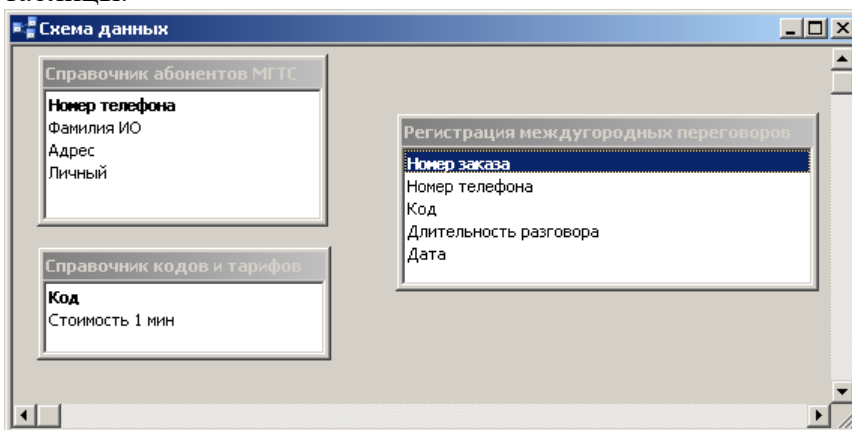 Схема данных
Справочник абонентов МГТС
Номер телефона
Фамилия ИО
Адрес
Личный
Регистрация междугородных переговоров
Номер заказа
Номер телефона
Код
Длительность разговора
Дата
Справочник кодов и тарифов
Код
Стоимость 1 мин